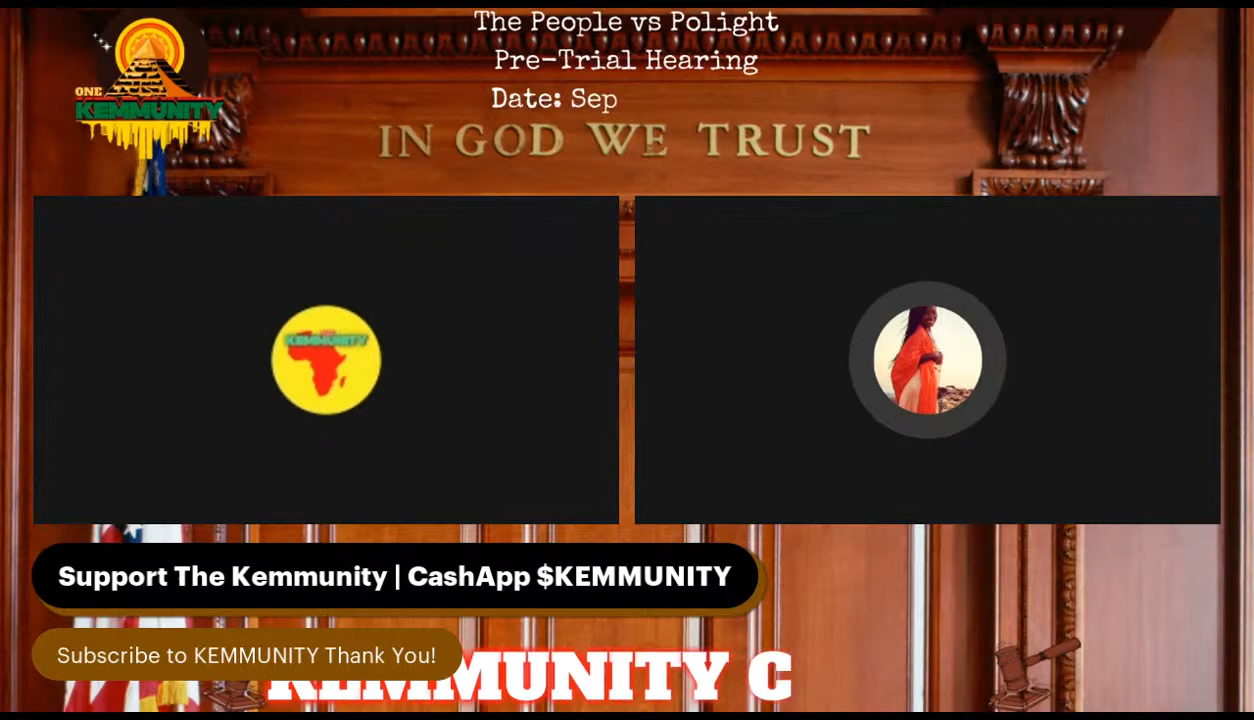 The People vs Polight
Pre-Trial Hearing
Date: Sep
ONE
KEMMUNITY
IN GOD WE TRUST
KEMMUNITY
Support The Kemmunity | CashApp $KEMMUNITY
Subscribe to KEMMUNITY Thank You!
KEMMUNITY C